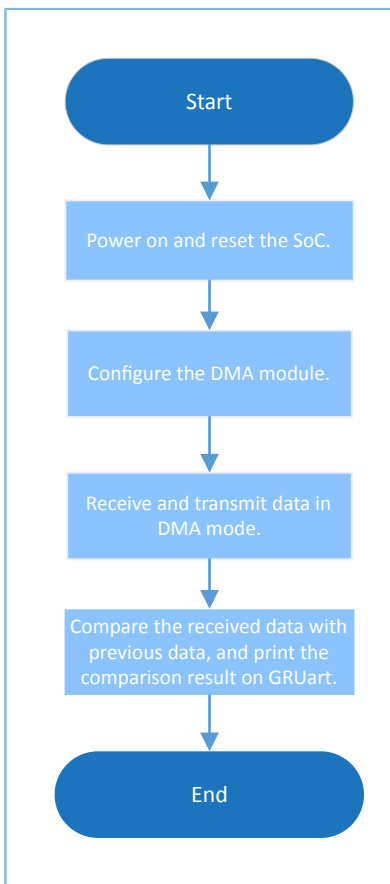 Start
Power on and reset the SoC.
Configure the DMA module.
Receive and transmit data in
DMA mode.
Compare the received data with
previous data, and print the
comparison result on GRUart.
End